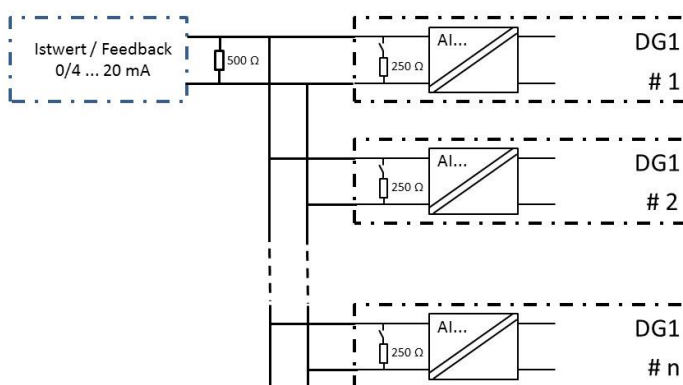 Istwert / Feedback
0/4 ... 20 mA
500 Ω
250 Ω
AI...
DG1
# 1
250 Ω
AI...
DG1
# 2
250 Ω
AI...
DG1
# n